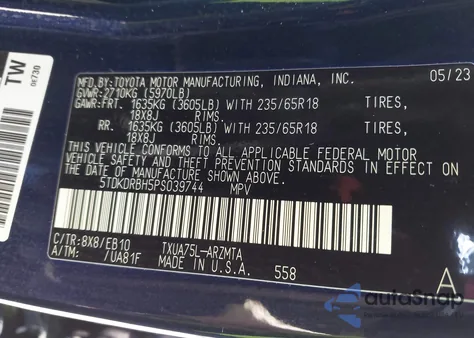 MFD.BY:TOYOTA MOTOR MANUFACTURING, INDIANA, INC. 05/23
GVWR: 2710KG (5970LB)
GAWR:FRT. 1635KG (3605LB) WITH 235/65R18 TIRES,
18X8J RIMS.
RR. 1635KG (3605LB) WITH 235/65R18 TIRES,
18X8J RIMS.
THIS VEHICLE CONFORMS TO ALL APPLICABLE FEDERAL MOTOR
VEHICLE SAFETY AND THEFT PREVENTION STANDARDS IN EFFECT ON
THE DATE OF MANUFACTURE SHOWN ABOVE.
5TDKDRBH5PS039744 MPV
C/TR:8X8/EB10 TXUA75L-ARZMTA
A/TM: /UA81F MADE IN U.S.A. 558 A
TW
0E730
autoSnap